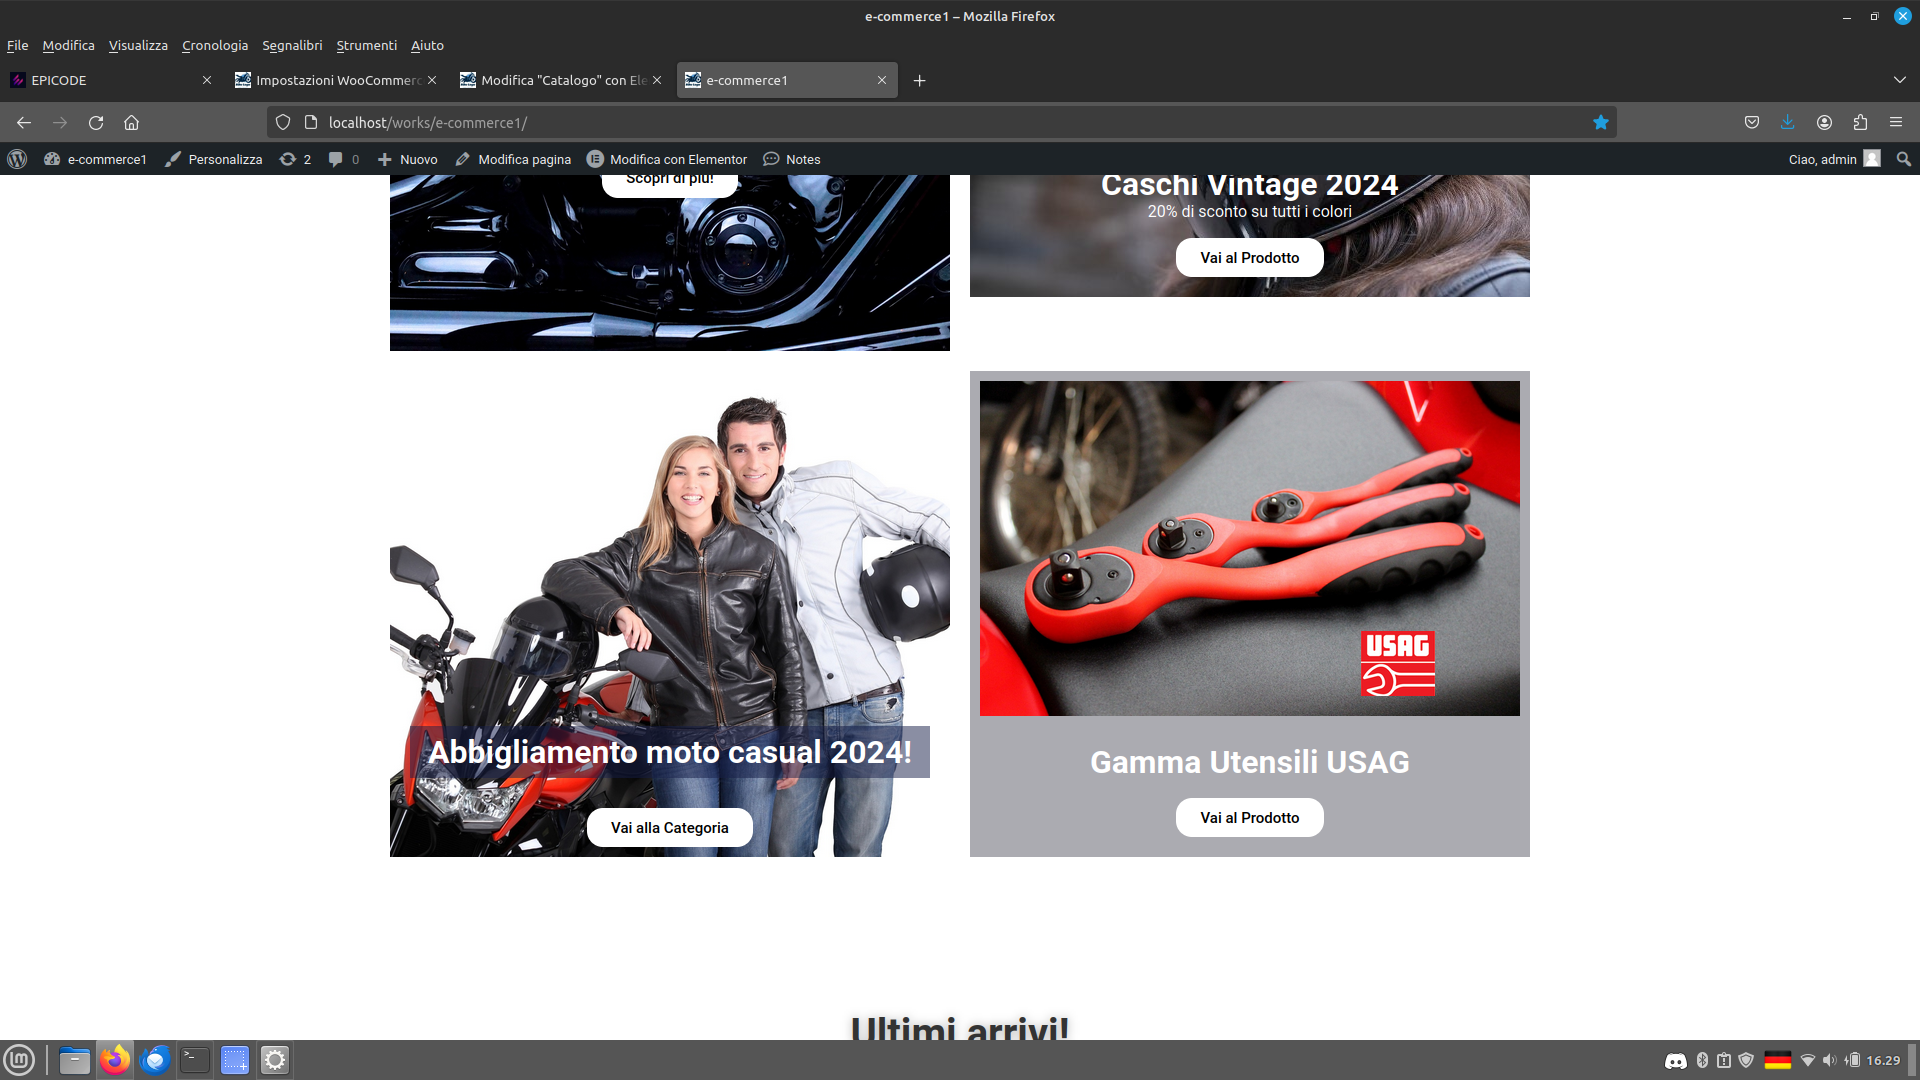 e-commerce1 – Mozilla Firefox
File Modifica Visualizza Cronologia Segnalibri Strumenti Aiuto
EPICODE
Impostazioni WooCommerc
Modifica "Catalogo" con Ele
e-commerce1
localhost/works/e-commerce1/
e-commerce1 Personalizza 2 0 Nuovo Modifica pagina Modifica con Elementor Notes Ciao, admin
Scopri di più!
Caschi Vintage 2024
20% di sconto su tutti i colori
Vai al Prodotto
USAG
Abbigliamento moto casual 2024!
Vai alla Categoria
Gamma Utensili USAG
Vai al Prodotto
Ultimi arrivi!
16.29